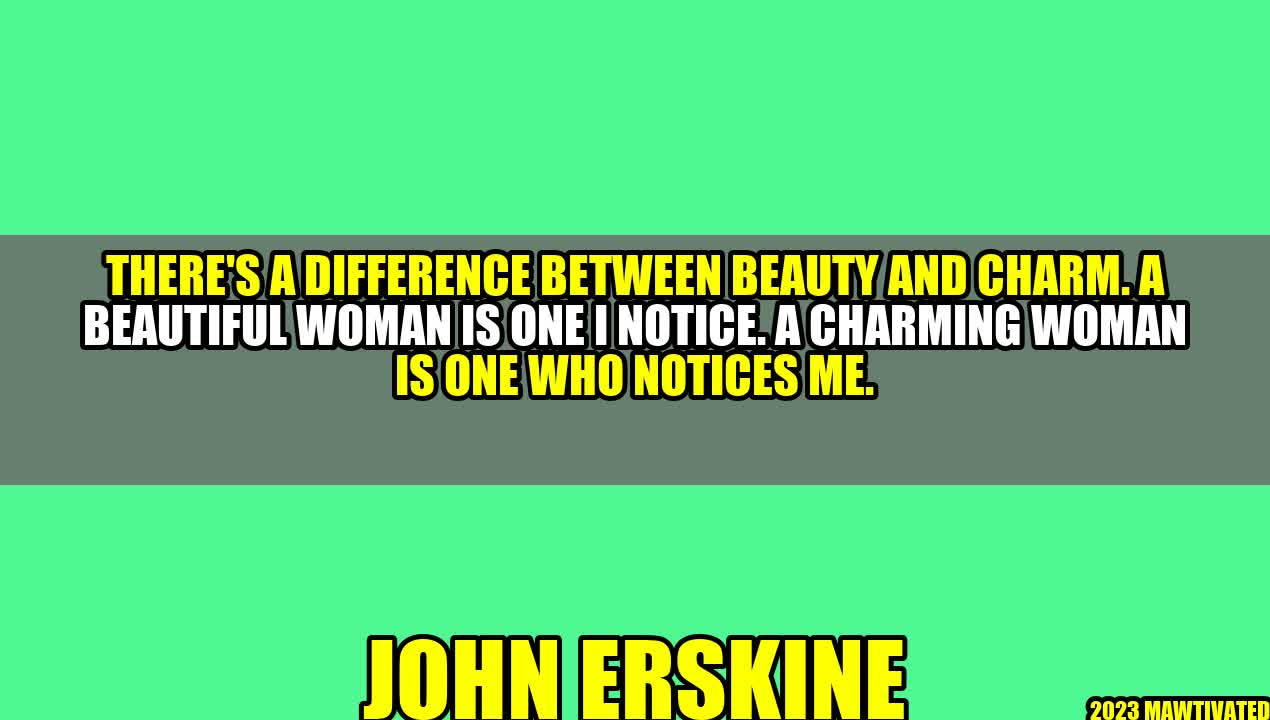 THERE'S A DIFFERENCE BETWEEN BEAUTY AND CHARM. A
BEAUTIFUL WOMAN IS ONE I NOTICE. A CHARMING WOMAN
IS ONE WHO NOTICES ME.
JOHN ERSKINE
2023 MAWTIVATED